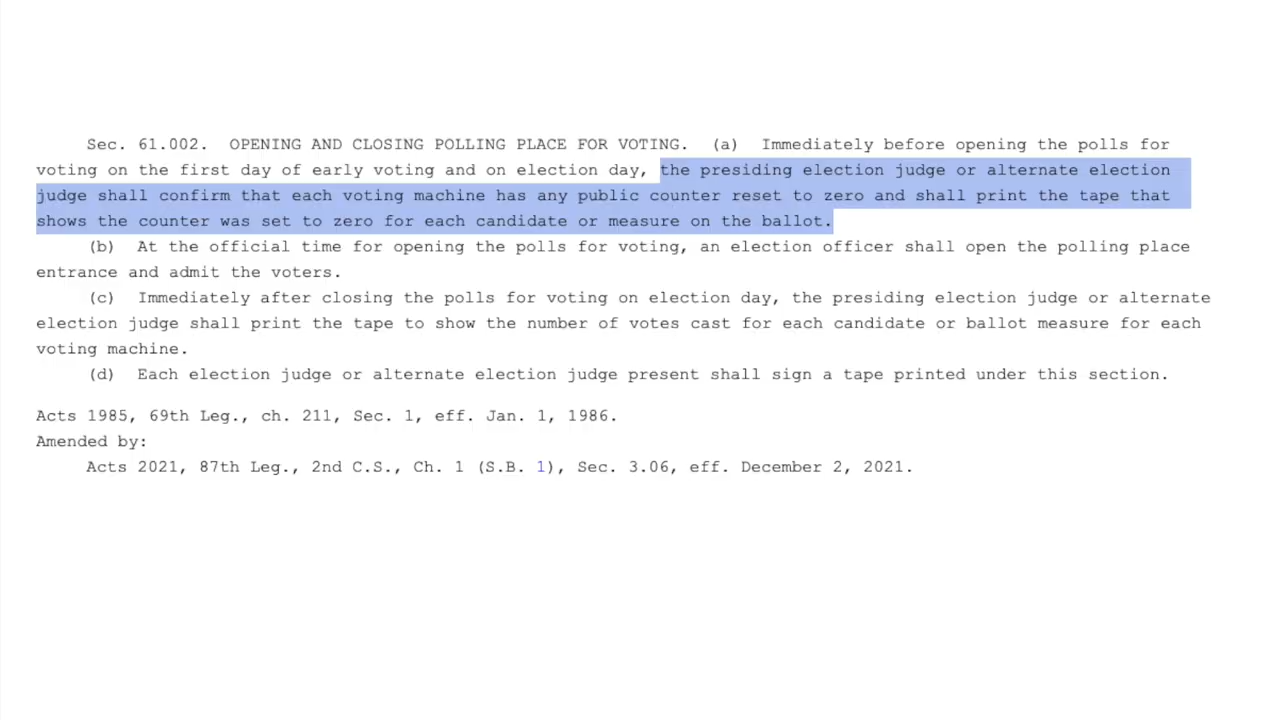 Sec. 61.002. OPENING AND CLOSING POLLING PLACE FOR VOTING. (a) Immediately before opening the polls for
voting on the first day of early voting and on election day, the presiding election judge or alternate election
judge shall confirm that each voting machine has any public counter reset to zero and shall print the tape that
shows the counter was set to zero for each candidate or measure on the ballot.
(b) At the official time for opening the polls for voting, an election officer shall open the polling place
entrance and admit the voters.
(c) Immediately after closing the polls for voting on election day, the presiding election judge or alternate
election judge shall print the tape to show the number of votes cast for each candidate or ballot measure for each
voting machine.
(d) Each election judge or alternate election judge present shall sign a tape printed under this section.
Acts 1985, 69th Leg., ch. 211, Sec. 1, eff. Jan. 1, 1986.
Amended by:
Acts 2021, 87th Leg., 2nd C.S., Ch. 1 (S.B. 1), Sec. 3.06, eff. December 2, 2021.